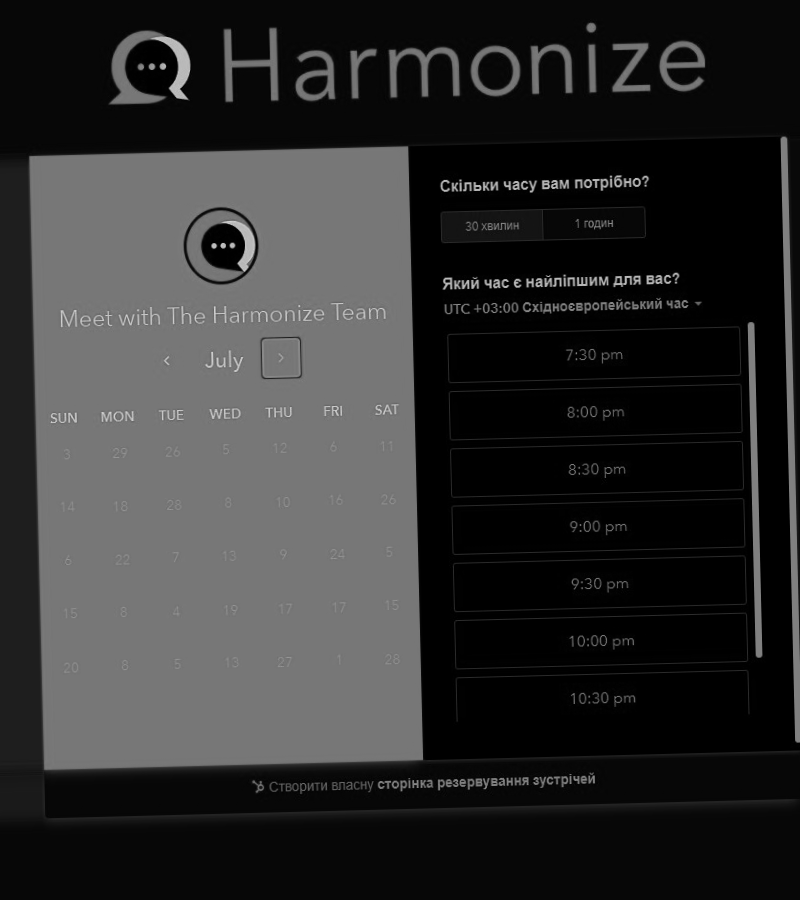 Harmonize
Meet with The Harmonize Team
July
SUN MON TUE WED THU FRI SAT
3 29 26 5 12 6 11
14 18 28 8 10 16 26
6 22 7 13 9 24 5
15 8 4 19 17 17 15
20 8 5 13 27 1 28
Скільки часу вам потрібно?
30 хвилин 1 годин
Який час є найліпшим для вас?
UTC +03:00 Східноєвропейський час
7:30 pm
8:00 pm
8:30 pm
9:00 pm
9:30 pm
10:00 pm
10:30 pm
Створити власну сторінка резервування зустрічей